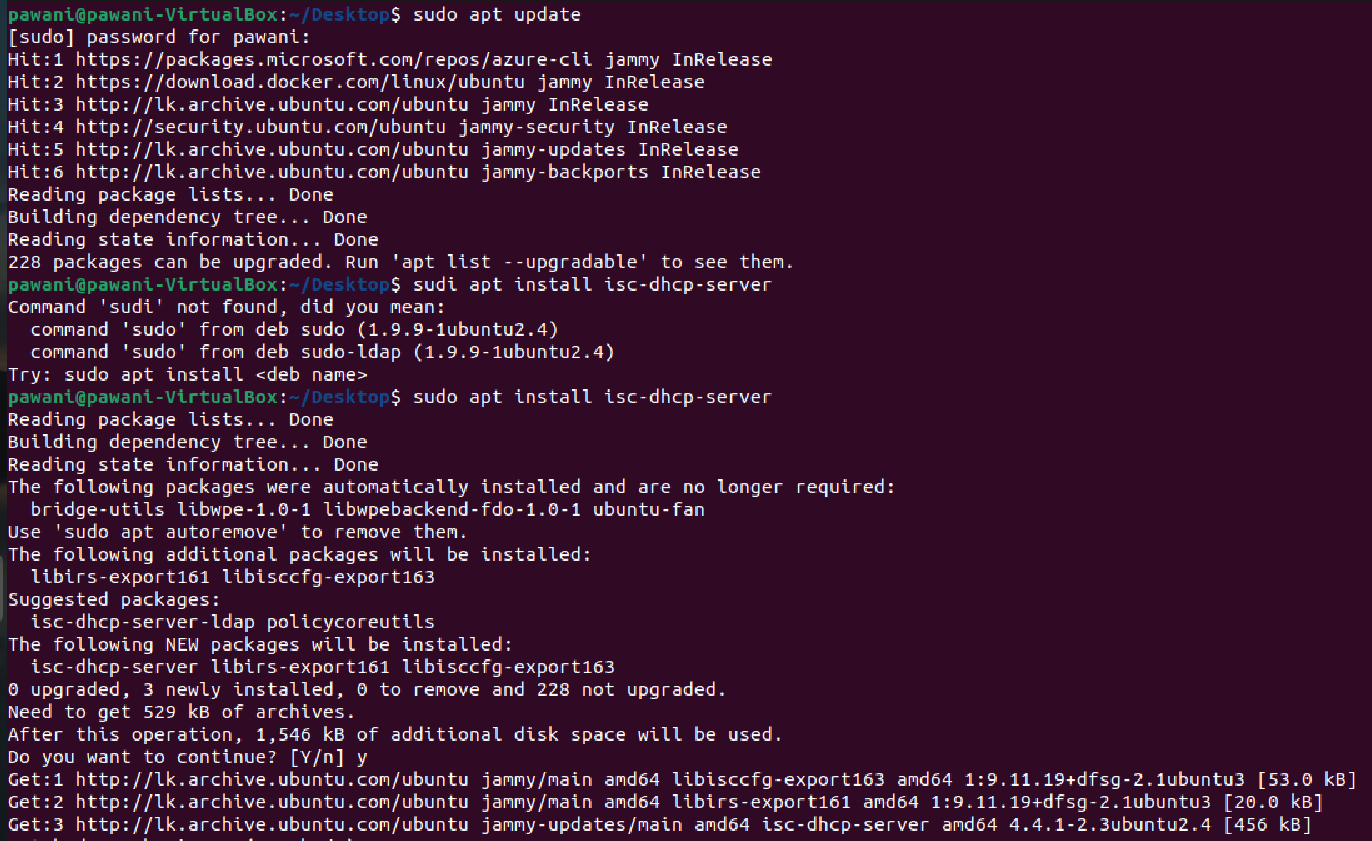 pawani@pawani-VirtualBox:~/Desktop$ sudo apt update
[sudo] password for pawani:
Hit:1 https://packages.microsoft.com/repos/azure-cli jammy InRelease
Hit:2 https://download.docker.com/linux/ubuntu jammy InRelease
Hit:3 http://lk.archive.ubuntu.com/ubuntu jammy InRelease
Hit:4 http://security.ubuntu.com/ubuntu jammy-security InRelease
Hit:5 http://lk.archive.ubuntu.com/ubuntu jammy-updates InRelease
Hit:6 http://lk.archive.ubuntu.com/ubuntu jammy-backports InRelease
Reading package lists... Done
Building dependency tree... Done
Reading state information... Done
228 packages can be upgraded. Run 'apt list --upgradable' to see them.
pawani@pawani-VirtualBox:~/Desktop$ sudi apt install isc-dhcp-server
Command 'sudi' not found, did you mean:
  command 'sudo' from deb sudo (1.9.9-1ubuntu2.4)
  command 'sudo' from deb sudo-ldap (1.9.9-1ubuntu2.4)
Try: sudo apt install <deb name>
pawani@pawani-VirtualBox:~/Desktop$ sudo apt install isc-dhcp-server
Reading package lists... Done
Building dependency tree... Done
Reading state information... Done
The following packages were automatically installed and are no longer required:
  bridge-utils libwpe-1.0-1 libwpebackend-fdo-1.0-1 ubuntu-fan
Use 'sudo apt autoremove' to remove them.
The following additional packages will be installed:
  libirs-export161 libisccfg-export163
Suggested packages:
  isc-dhcp-server-ldap policycoreutils
The following NEW packages will be installed:
  isc-dhcp-server libirs-export161 libisccfg-export163
0 upgraded, 3 newly installed, 0 to remove and 228 not upgraded.
Need to get 529 kB of archives.
After this operation, 1,546 kB of additional disk space will be used.
Do you want to continue? [Y/n] y
Get:1 http://lk.archive.ubuntu.com/ubuntu jammy/main amd64 libisccfg-export163 amd64 1:9.11.19+dfsg-2.1ubuntu3 [53.0 kB]
Get:2 http://lk.archive.ubuntu.com/ubuntu jammy/main amd64 libirs-export161 amd64 1:9.11.19+dfsg-2.1ubuntu3 [20.0 kB]
Get:3 http://lk.archive.ubuntu.com/ubuntu jammy-updates/main amd64 isc-dhcp-server amd64 4.4.1-2.3ubuntu2.4 [456 kB]